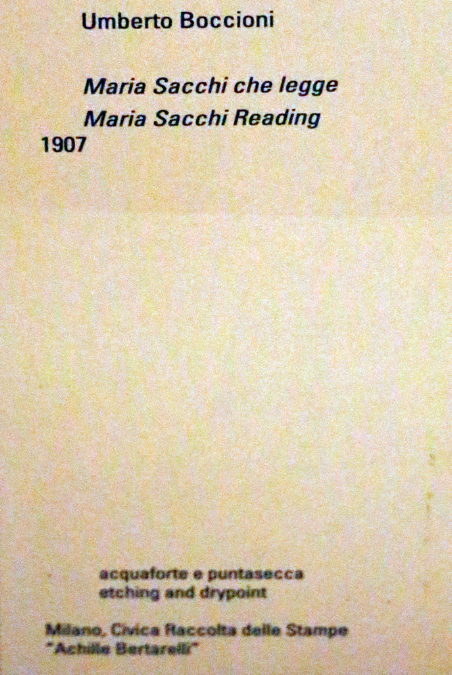 Umberto Boccioni
Maria Sacchi che legge
Maria Sacchi Reading
1907
acquaforte e puntasecca
etching and drypoint
Milano, Civica Raccolta delle Stampe
"Achille Bertarelli"